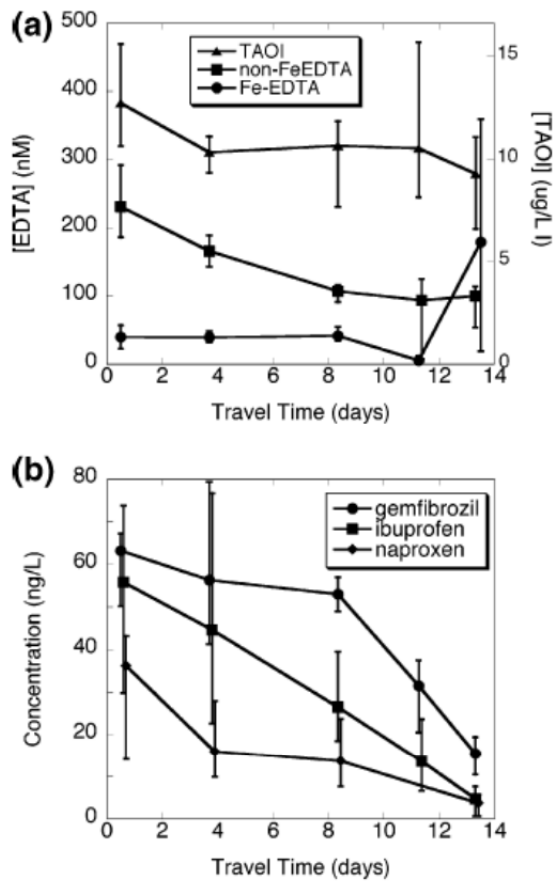 (a)
500
400
300
200
100
0
[EDTA] (nM)
TAOI
non-FeEDTA
Fe-EDTA
15
10
5
0
[TAOI] (ug/L I)
0 2 4 6 8 10 12 14
Travel Time (days)
(b)
80
60
40
20
0
Concentration (ng/L)
gemfibrozil
ibuprofen
naproxen
0 2 4 6 8 10 12 14
Travel Time (days)